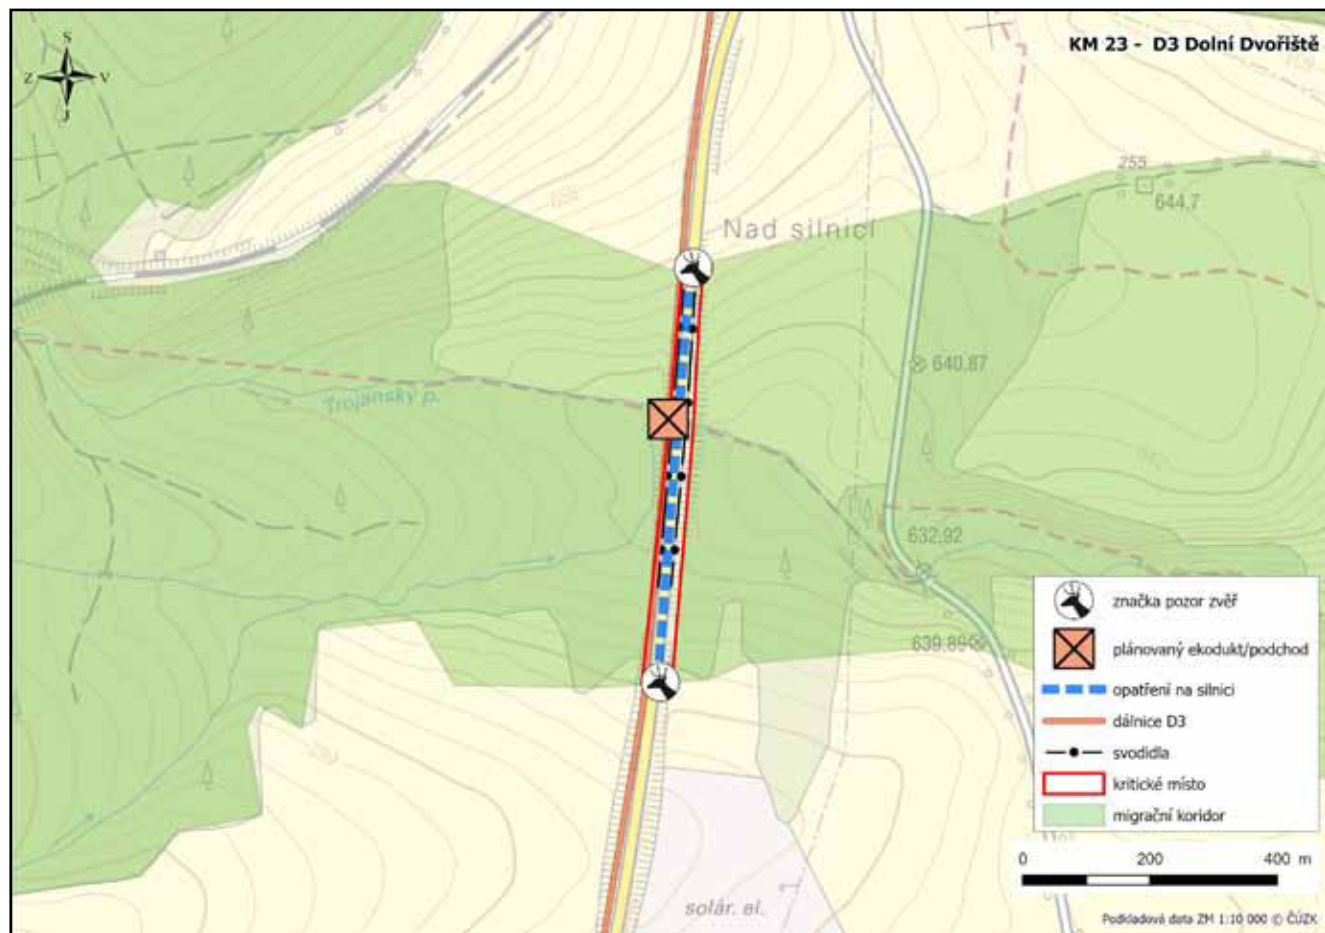 KM 23 - D3 Dolní Dvořiště
S
Z
V
J
255
644,7
Nad silnicí
640,87
Trojanský p.
632,92
639,89
značka pozor zvěř
plánovaný ekodukt/podchod
opatření na silnici
dálnice D3
svodidla
kritické místo
migrační koridor
0 200 400 m
solár. el.
Podkladová data ZM 1:10 000 © ČÚZK